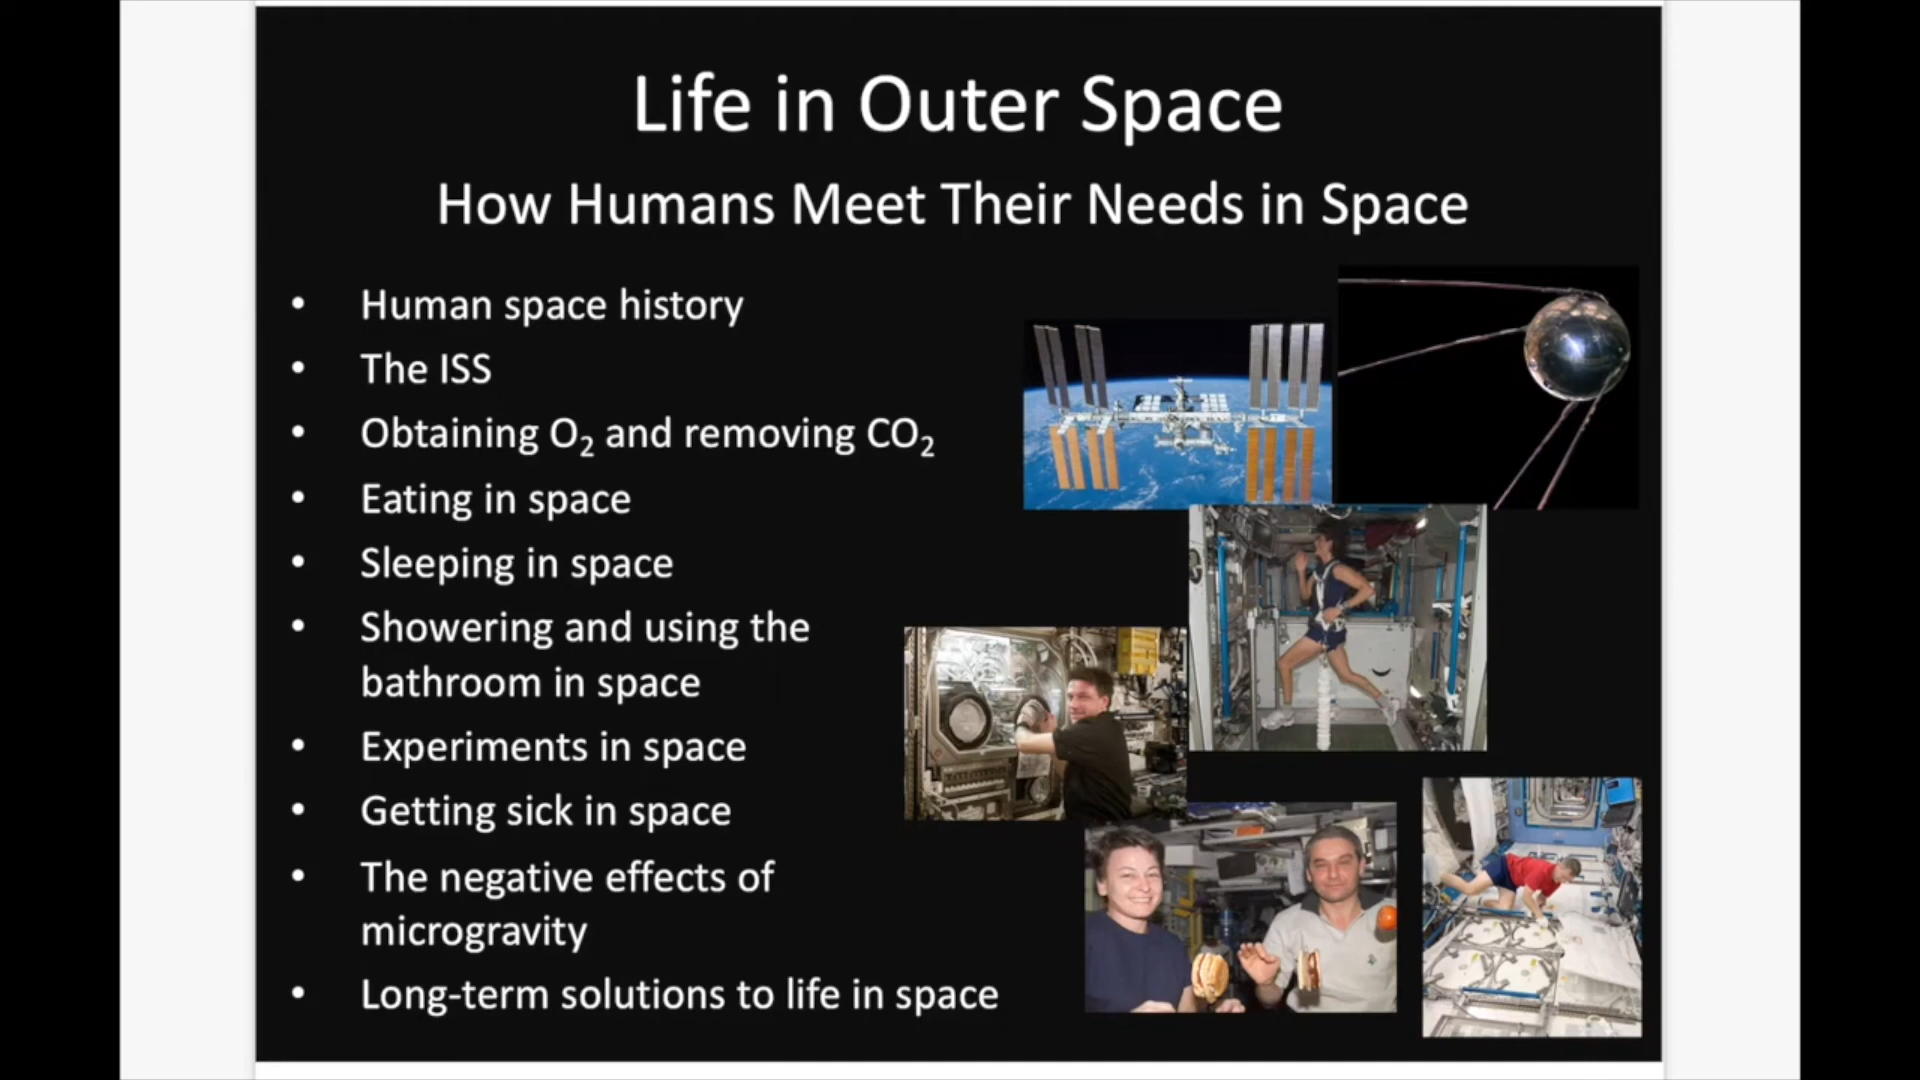 Life in Outer Space
How Humans Meet Their Needs in Space
• Human space history
• The ISS
• Obtaining O₂ and removing CO₂
• Eating in space
• Sleeping in space
• Showering and using the
bathroom in space
• Experiments in space
• Getting sick in space
• The negative effects of
microgravity
• Long-term solutions to life in space